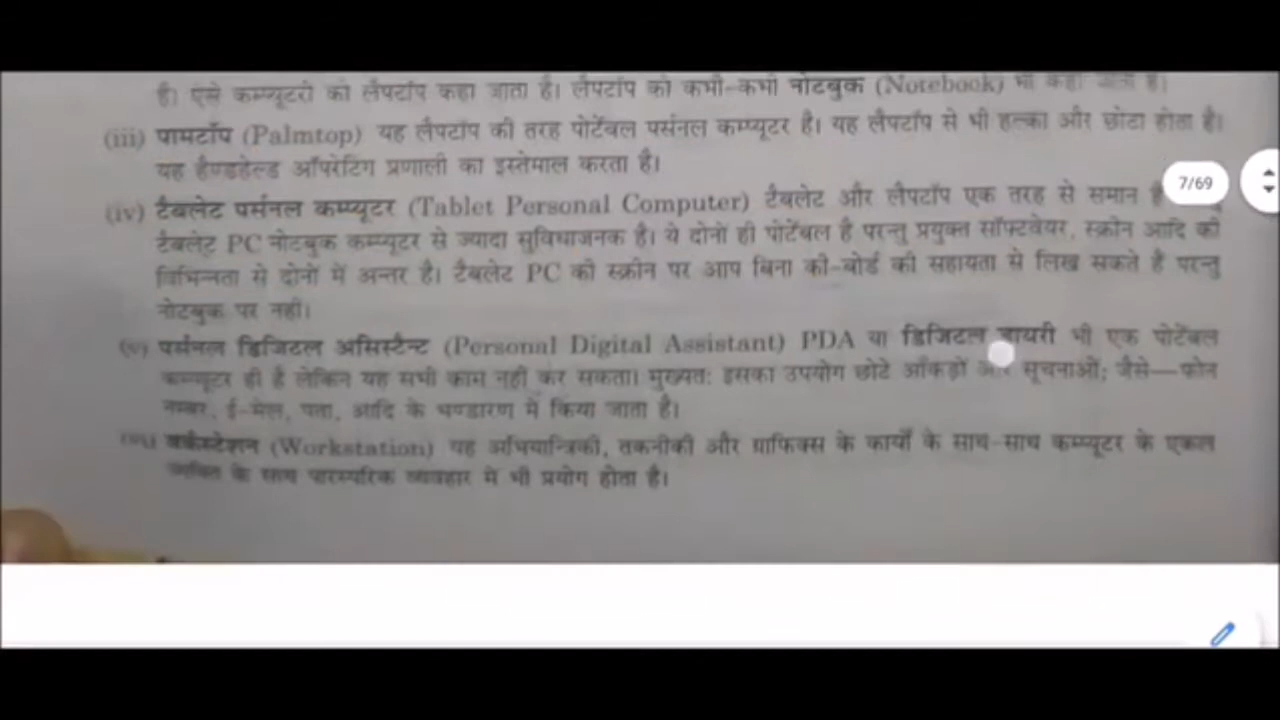 है। ऐसे कम्प्यूटरों को लैपटॉप कहा जाता है। लैपटॉप को कभी-कभी नोटबुक (Notebook) भी कहा जाता है।
(iii) पामटॉप (Palmtop) यह लैपटॉप की तरह पोर्टेबल पर्सनल कम्प्यूटर है। यह लैपटॉप से भी हल्का और छोटा होता है।
यह हैण्डहेल्ड ऑपरेटिंग प्रणाली का इस्तेमाल करता है।
7/69
(iv) टैबलेट पर्सनल कम्प्यूटर (Tablet Personal Computer) टैबलेट और लैपटॉप एक तरह से समान
टैबलेट PC नोटबुक कम्प्यूटर से ज्यादा सुविधाजनक है। ये दोनों ही पोर्टेबल है परन्तु प्रयुक्त सॉफ्टवेयर, स्क्रीन आदि की
विभिन्नता से दोनों में अन्तर है। टैबलेट PC की स्क्रीन पर आप बिना की-बोर्ड की सहायता से लिख सकते है परन्तु
नोटबुक पर नहीं।
(v) पर्सनल डिजिटल असिस्टैन्ट (Personal Digital Assistant) PDA या डिजिटल डायरी भी एक पोर्टेबल
कम्प्यूटर ही है लेकिन यह सभी काम नहीं कर सकता। मुख्यतः इसका उपयोग छोटे आँकड़ों और सूचनाओं; जैसे—फोन
नम्बर, ई-मेल, पता, आदि के भण्डारण में किया जाता है।
(vi) वर्कस्टेशन (Workstation) यह अभियान्त्रिकी, तकनीकी और ग्राफिक्स के कार्यों के साथ-साथ कम्प्यूटर के एकल
व्यक्ति के साथ पारस्परिक व्यवहार में भी प्रयोग होता है।